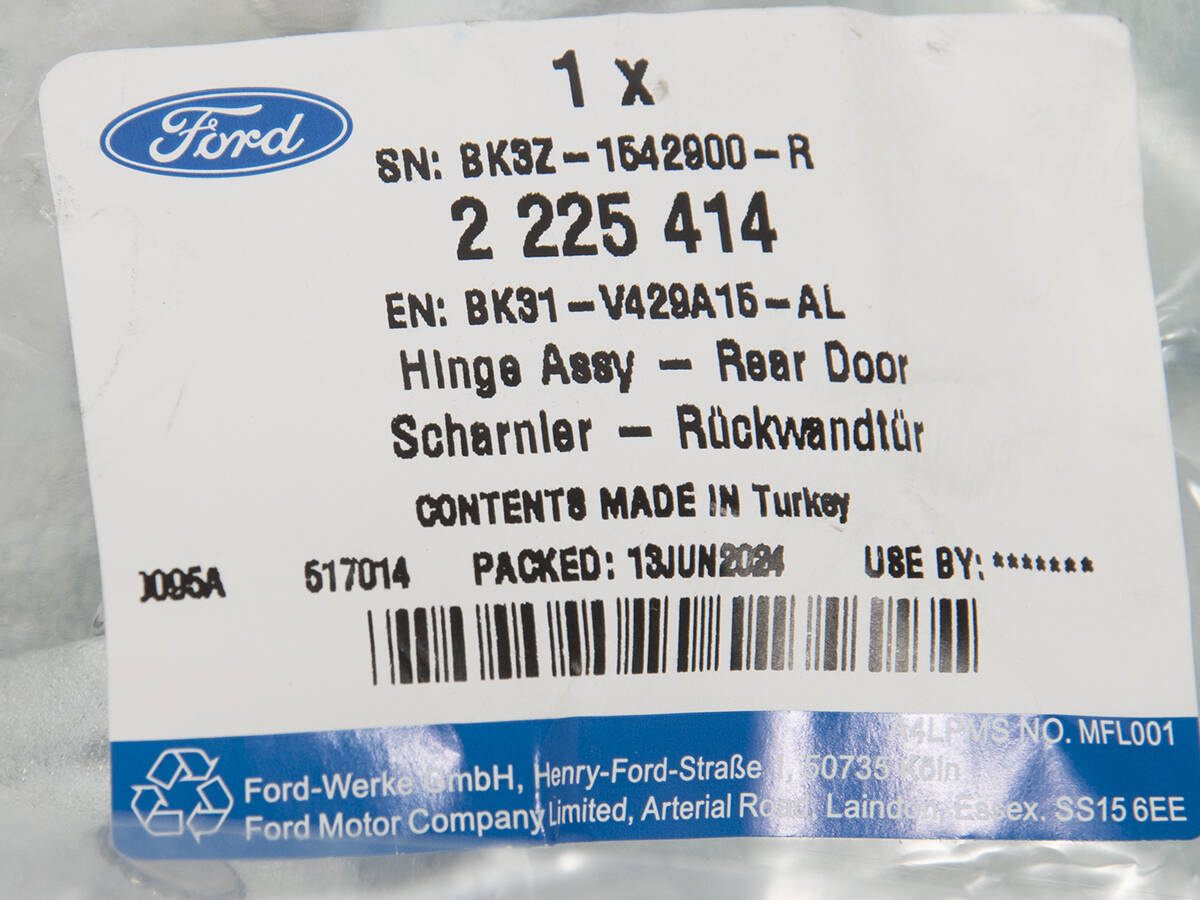 Ford
1 x
SN: BK3Z-1542900-R
2 225 414
EN: BK31-V429A15-AL
Hinge Assy - Rear Door
Scharnier - Rückwandtür
CONTENTS MADE IN Turkey
517014 PACKED: 13JUN2024 USE BY: *******
NO. MFL001
Ford-Werke GmbH, Henry-Ford-Straße 1, 50735 Köln
Ford Motor Company Limited, Arterial Road, Laindon, Essex. SS15 6EE